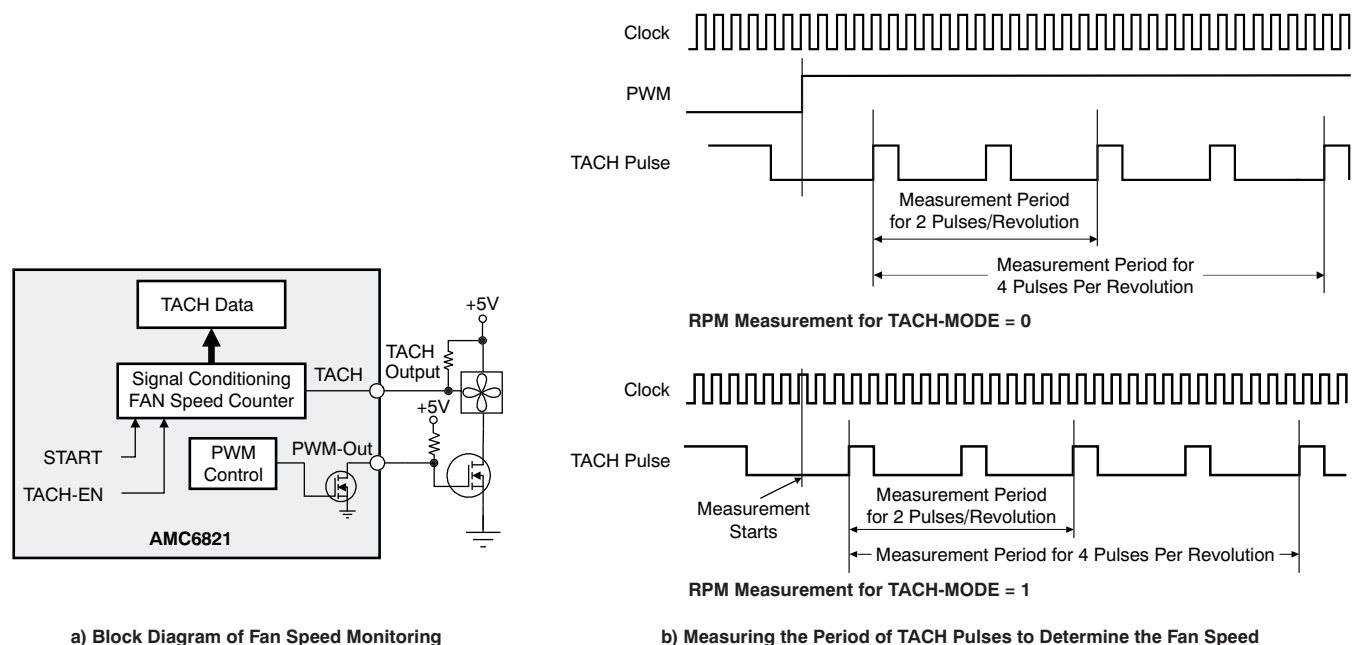 TACH Data
Signal Conditioning
FAN Speed Counter
START
TACH-EN
PWM
Control
PWM-Out
AMC6821
TACH
TACH
Output
+5V
+5V
a) Block Diagram of Fan Speed Monitoring
Clock
PWM
TACH Pulse
Measurement Period
for 2 Pulses/Revolution
Measurement Period for
4 Pulses Per Revolution
RPM Measurement for TACH-MODE = 0
Clock
TACH Pulse
Measurement
Starts
Measurement Period
for 2 Pulses/Revolution
Measurement Period for 4 Pulses Per Revolution
RPM Measurement for TACH-MODE = 1
b) Measuring the Period of TACH Pulses to Determine the Fan Speed